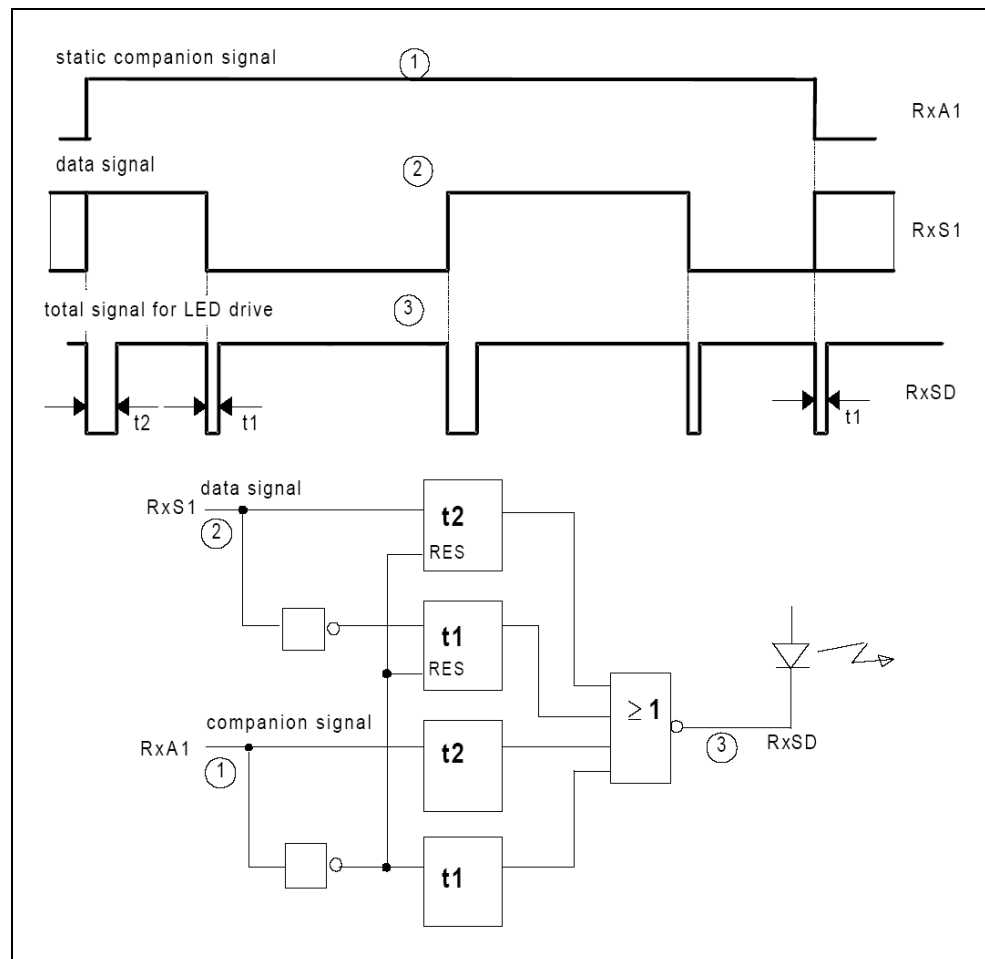 static companion signal
1
RxA1
data signal
2
RxS1
total signal for LED drive
3
RxSD
t2
t1
t1
data signal
RxS1
2
t2
RES
t1
RES
≥ 1
companion signal
RxA1
1
t2
3
RxSD
t1